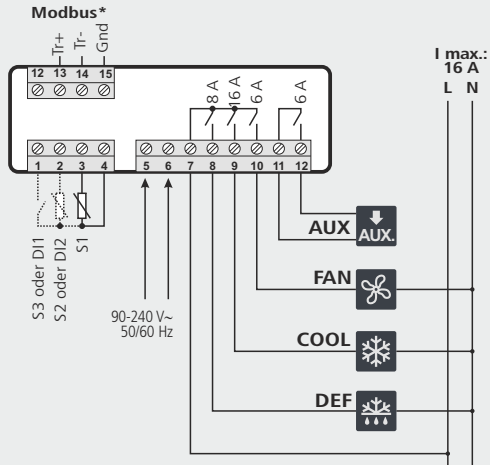 Modbus*
Tr+
Tr-
Gnd
I max.:
16 A
L N
12 13 14 15
8 A
16 A
6 A
6 A
1 2 3 4
5 6 7 8 9 10 11 12
S3 oder DI1
S2 oder DI2
S1
90-240 V~
50/60 Hz
AUX
AUX.
FAN
COOL
DEF